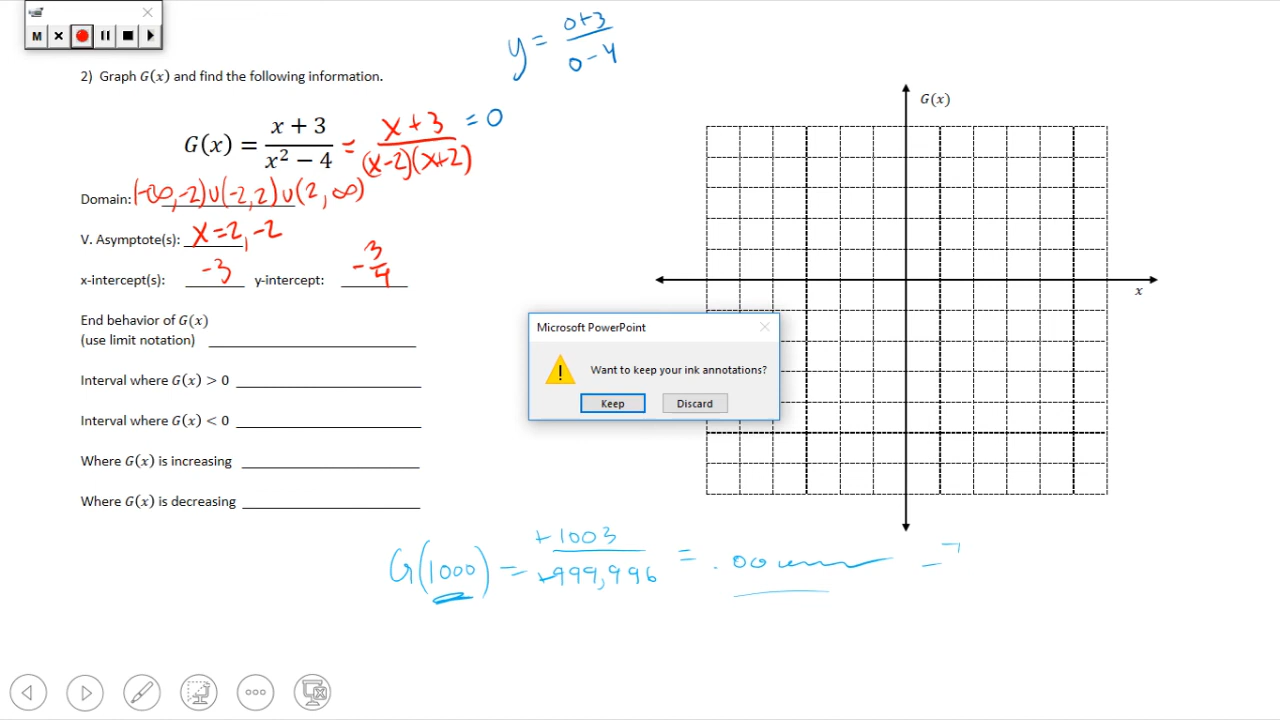 M
y = 0+3 / 0-4
2) Graph G(x) and find the following information.
G(x)
G(x) = x + 3 / x² − 4 = x+3 / (x-2)(x+2) = 0
Domain: (-∞,-2)∪(-2,2)∪(2,∞)
V. Asymptote(s): x=2,-2
x-intercept(s): -3 y-intercept: -3/4
x
End behavior of G(x)
(use limit notation)
Microsoft PowerPoint
Want to keep your ink annotations?
Keep Discard
Interval where G(x) > 0
Interval where G(x) < 0
Where G(x) is increasing
Where G(x) is decreasing
G(1000) = +1003 / +999,996 = .00